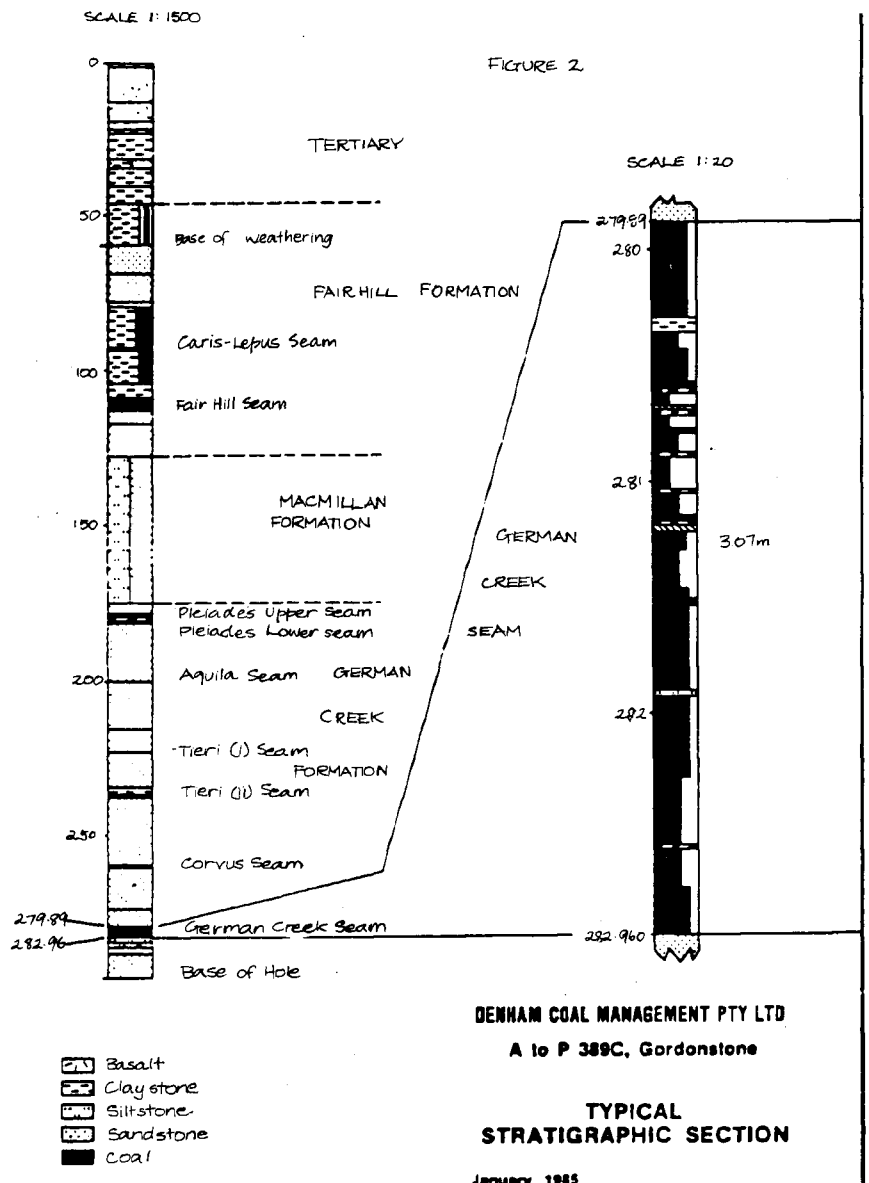 SCALE 1:1500
FIGURE 2
0
TERTIARY
SCALE 1:20
50
Base of weathering
279.89
280
FAIRHILL FORMATION
Caris-Lepus Seam
100
Fair Hill Seam
281
MACMILLAN
FORMATION
150
GERMAN
CREEK
SEAM
3.07m
Pleiades Upper Seam
Pleiades Lower seam
Aquila Seam
200
GERMAN
CREEK
FORMATION
282
Tieri (I) Seam
Tieri (II) Seam
250
Corvus Seam
279.89
282.96
German Creek Seam
282.960
Base of Hole
DENHAM COAL MANAGEMENT PTY LTD
A to P 389C, Gordonstone
Basalt
Claystone
Siltstone
Sandstone
Coal
TYPICAL
STRATIGRAPHIC SECTION
January 1985